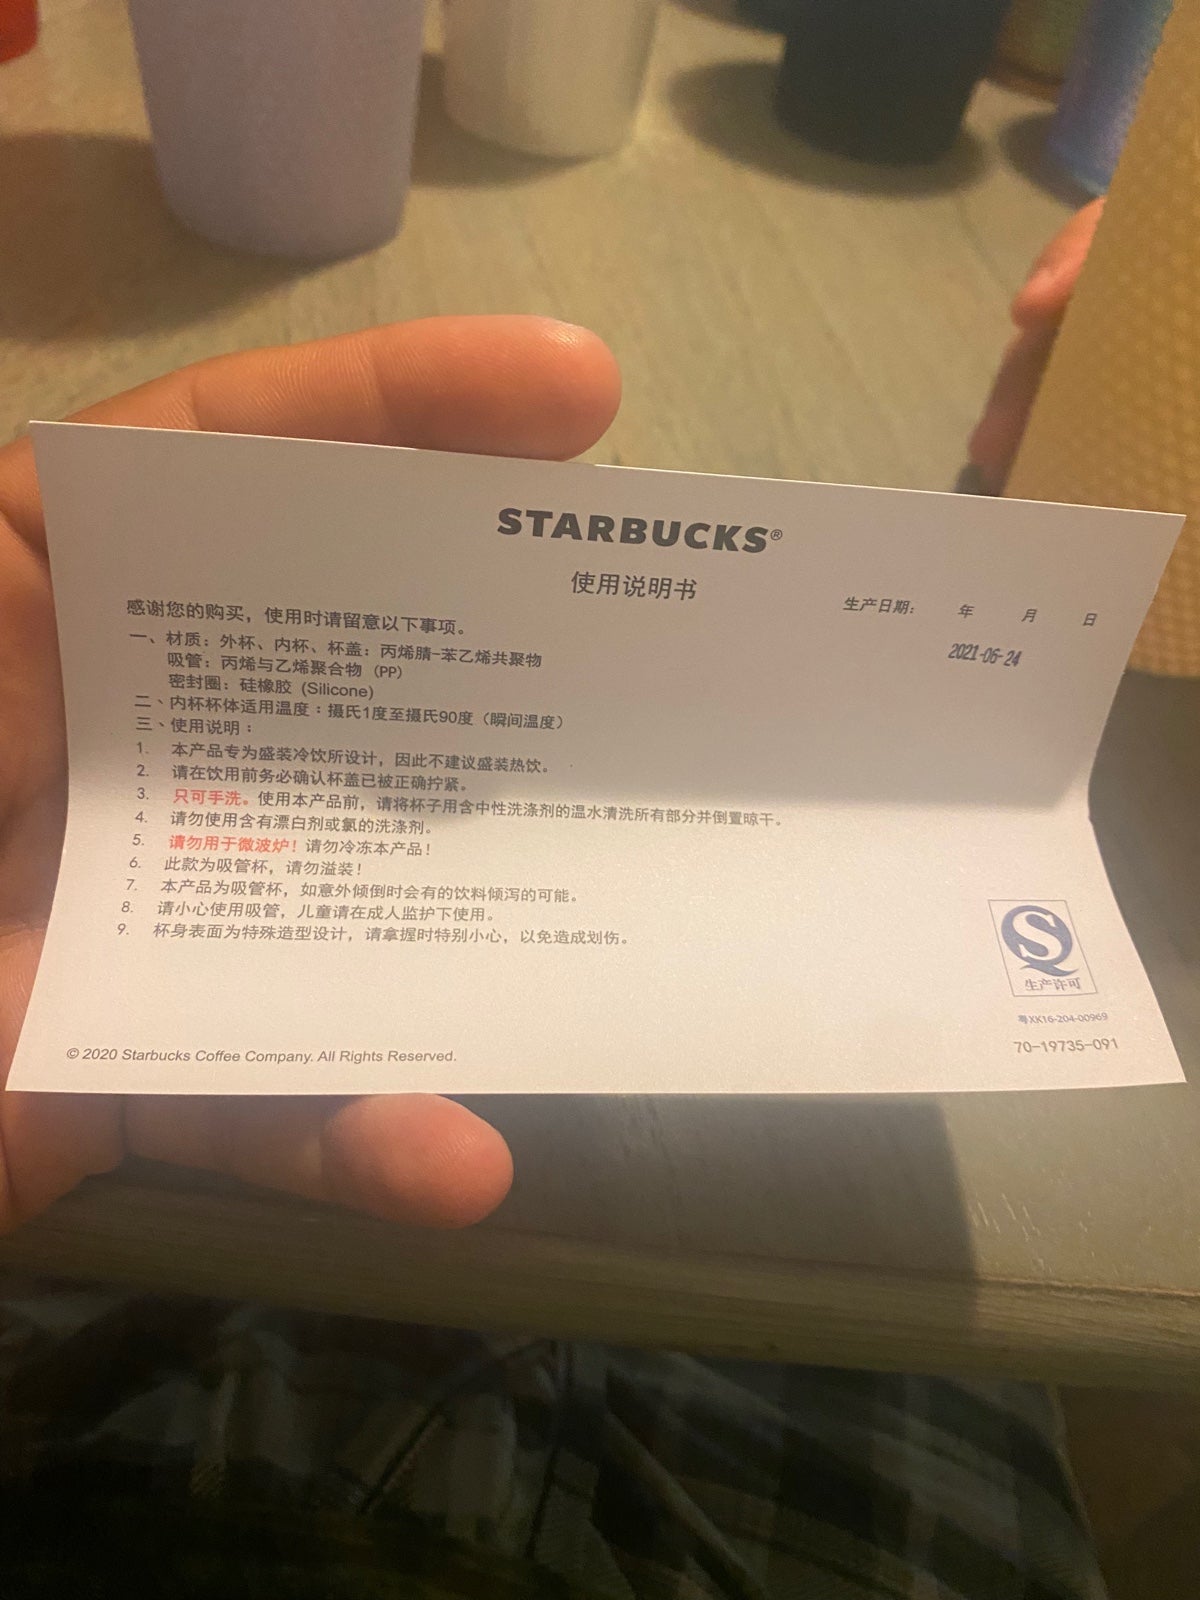 STARBUCKS®
使用说明书
生产日期： 年 月 日
2021-06-24
感谢您的购买，使用时请留意以下事项。
一、材质：外杯、内杯、杯盖：丙烯腈-苯乙烯共聚物
吸管：丙烯与乙烯聚合物 (PP)
密封圈：硅橡胶 (Silicone)
二、内杯杯体适用温度：摄氏1度至摄氏90度（瞬间温度）
三、使用说明：
1. 本产品专为盛装冷饮所设计，因此不建议盛装热饮。
2. 请在饮用前务必确认杯盖已被正确拧紧。
3. 只可手洗。使用本产品前，请将杯子用含中性洗涤剂的温水清洗所有部分并倒置晾干。
4. 请勿使用含有漂白剂或氯的洗涤剂。
5. 请勿用于微波炉！请勿冷冻本产品！
6. 此款为吸管杯，请勿溢装！
7. 本产品为吸管杯，如意外倾倒时会有的饮料倾泻的可能。
8. 请小心使用吸管，儿童请在成人监护下使用。
9. 杯身表面为特殊造型设计，请拿握时特别小心，以免造成划伤。
QS
生产许可
粤XK16-204-00969
70-19735-091
© 2020 Starbucks Coffee Company. All Rights Reserved.